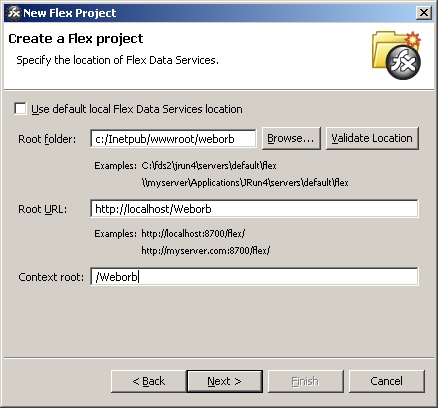 New Flex Project
Create a Flex project
Specify the location of Flex Data Services.
Use default local Flex Data Services location
Root folder: c:/Inetpub/wwwroot/weborb Browse... Validate Location
Examples: C:\fds2\jrun4\servers\default\flex
\\myserver\Applications\JRun4\servers\default\flex
Root URL: http://localhost/Weborb
Examples: http://localhost:8700/flex/
http://myserver.com:8700/flex/
Context root: /Weborb
< Back Next > Finish Cancel